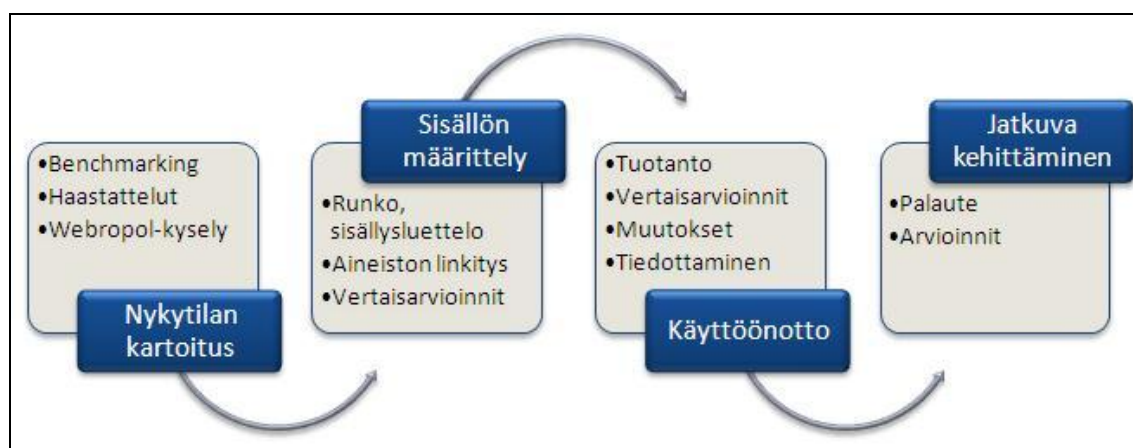 •Benchmarking
•Haastattelut
•Webropol-kysely
Nykytilan
kartoitus
Sisällön
määrittely
•Runko,
sisällysluettelo
•Aineiston linkitys
•Vertaisarvioinnit
•Tuotanto
•Vertaisarvioinnit
•Muutokset
•Tiedottaminen
Käyttöönotto
Jatkuva
kehittäminen
•Palaute
•Arvioinnit